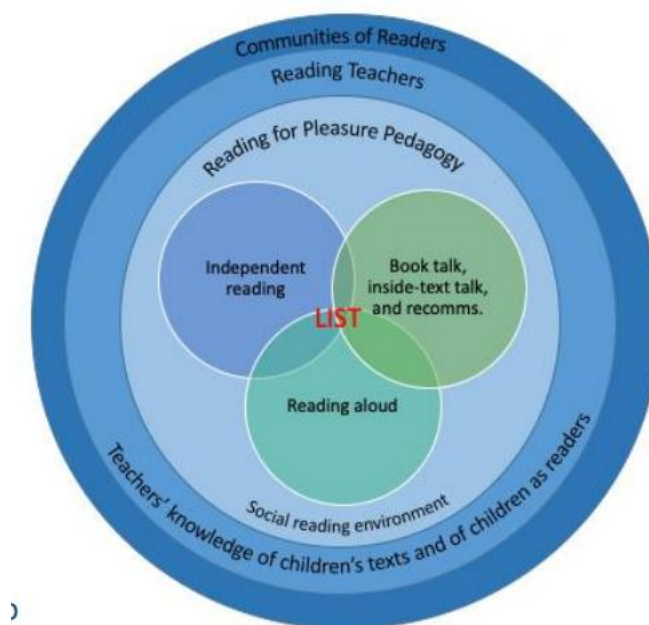 Communities of Readers
Reading Teachers
Reading for Pleasure Pedagogy
Independent
reading
Book talk,
inside-text talk,
and recomms.
LIST
Reading aloud
Social reading environment
Teachers' knowledge of children's texts and of children as readers